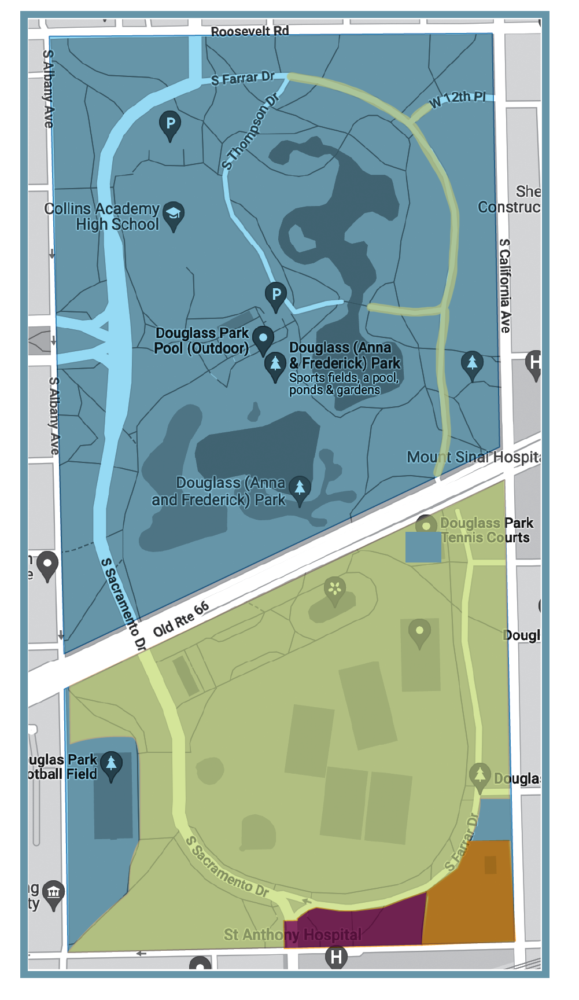 Roosevelt Rd
S Albany Ave
S Farrar Dr
S Thompson Dr
W 12th Pl
P
She
Construc
Collins Academy
High School
S California Ave
P
Douglass Park
Pool (Outdoor)
Douglass (Anna
& Frederick) Park
Sports fields, a pool,
ponds & gardens
H
S Albany Ave
Mount Sinai Hospita
Douglass (Anna
and Frederick) Park
Douglass Park
Tennis Courts
n
e
S Sacramento Dr
Old Rte 66
Dougl
uglas Park
otball Field
Douglas
S Farrar Dr
S Sacramento Dr
ng
ty
St Anthony Hospital
H